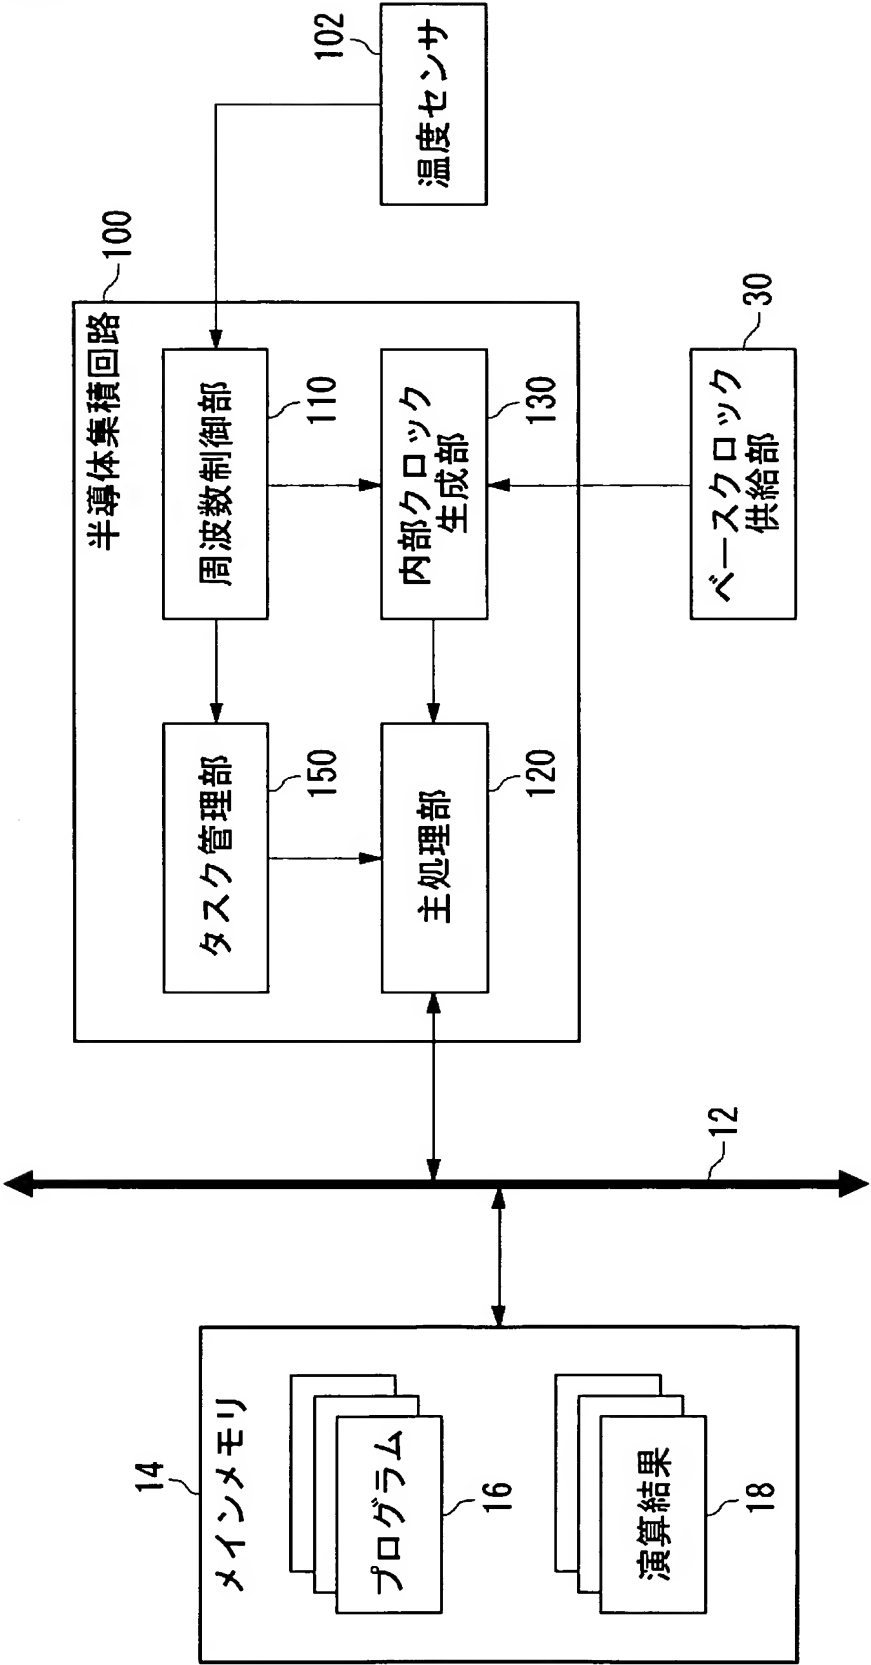 メインメモリ
14
プログラム
16
演算結果
18
12
半導体集積回路
100
タスク管理部
150
周波数制御部
110
主処理部
120
内部クロック
生成部
130
温度センサ
102
ベースクロック
供給部
30